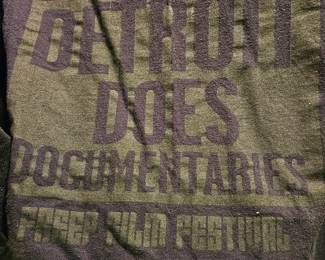 DETROIT
DOES
DOCUMENTARIES
FREEP FILM FESTIVAL